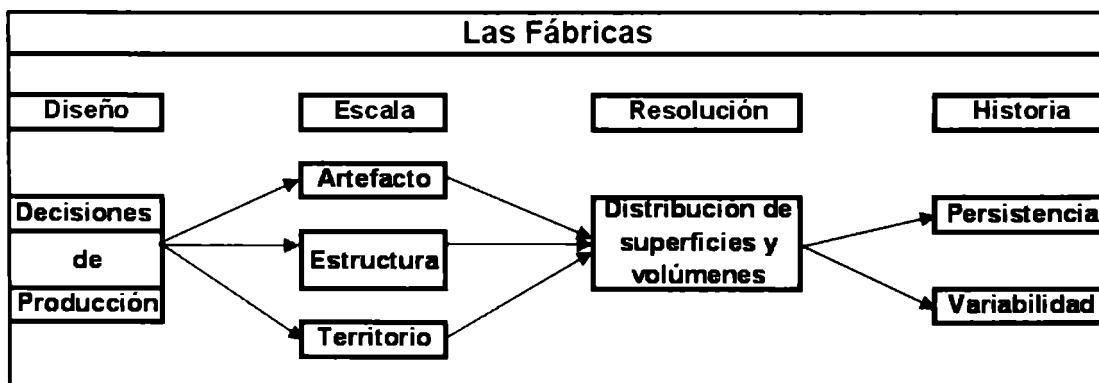 Las Fábricas
Diseño
Escala
Resolución
Historia
Decisiones
de
Producción
Artefacto
Estructura
Territorio
Distribución de
superficies y
volúmenes
Persistencia
Variabilidad